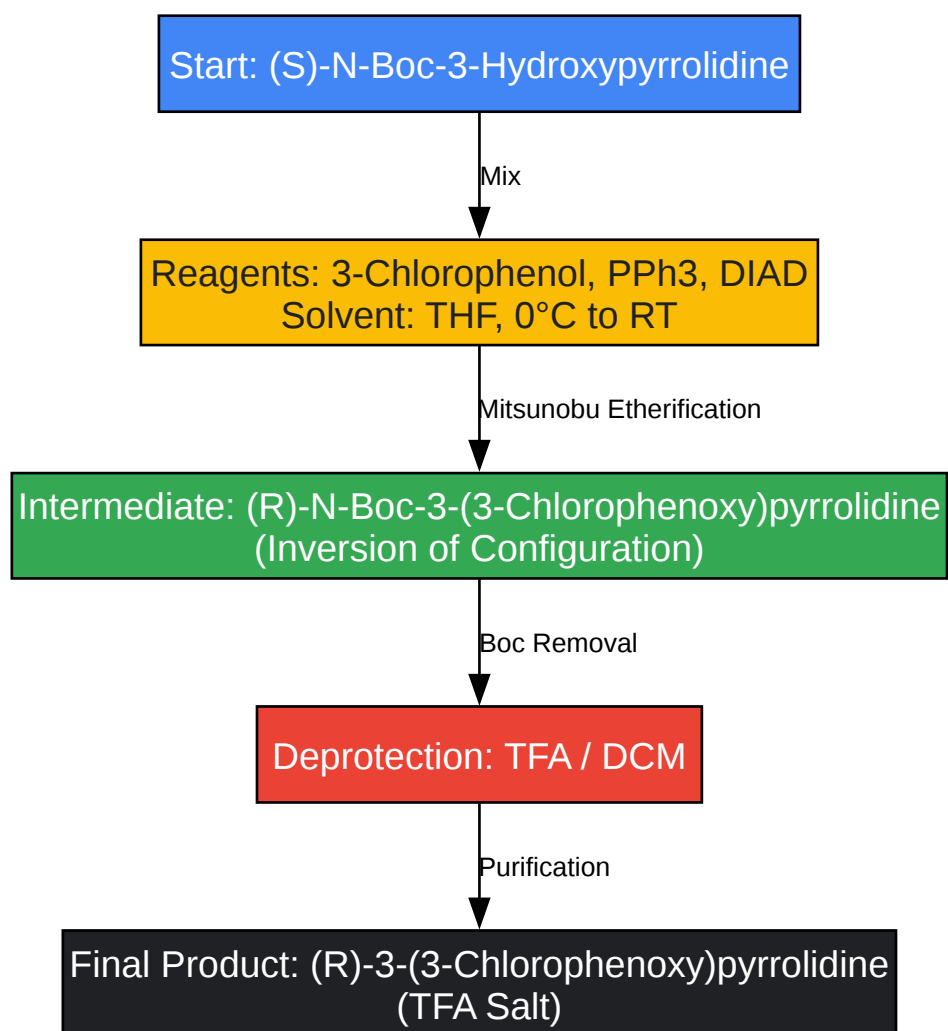 Start: (S)-N-Boc-3-Hydroxypyrrolidine
Mix
Reagents: 3-Chlorophenol, PPh3, DIAD
Solvent: THF, 0°C to RT
Mitsunobu Etherification
Intermediate: (R)-N-Boc-3-(3-Chlorophenoxy)pyrrolidine
(Inversion of Configuration)
Boc Removal
Deprotection: TFA / DCM
Purification
Final Product: (R)-3-(3-Chlorophenoxy)pyrrolidine
(TFA Salt)